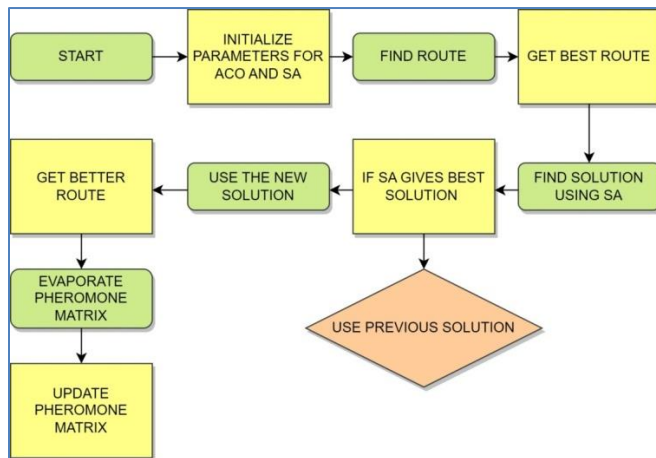 START
INITIALIZE
PARAMETERS FOR
ACO AND SA
FIND ROUTE
GET BEST ROUTE
FIND SOLUTION
USING SA
IF SA GIVES BEST
SOLUTION
USE THE NEW
SOLUTION
GET BETTER
ROUTE
USE PREVIOUS SOLUTION
EVAPORATE
PHEROMONE
MATRIX
UPDATE
PHEROMONE
MATRIX